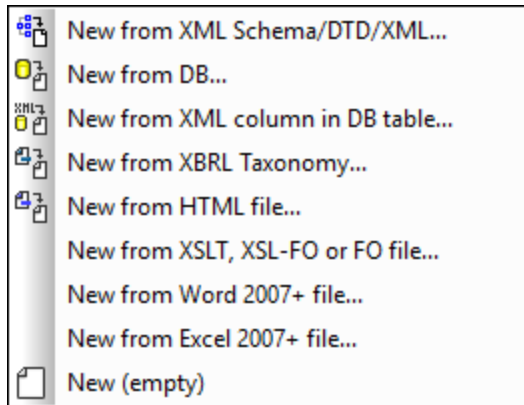 New from XML Schema/DTD/XML...
New from DB...
XML
New from XML column in DB table...
New from XBRL Taxonomy...
New from HTML file...
New from XSLT, XSL-FO or FO file...
New from Word 2007+ file...
New from Excel 2007+ file...
New (empty)